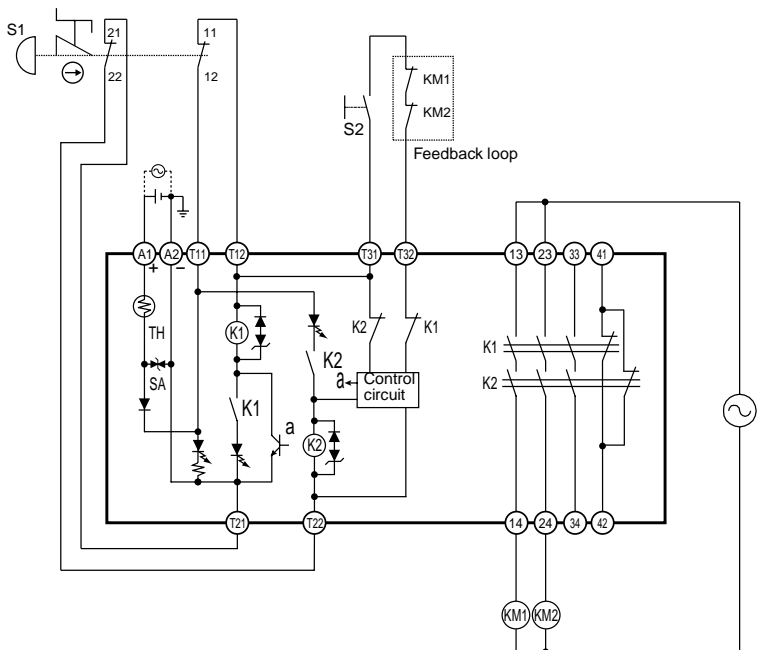 S1
21
11
22
12
KM1
S2
KM2
Feedback loop
A1
A2
T11
T12
T31
T32
13
23
33
41
+
−
TH
K1
K2
K2
K1
SA
K1
a
Control
circuit
K1
K2
a
K2
T21
T22
14
24
34
42
KM1
KM2